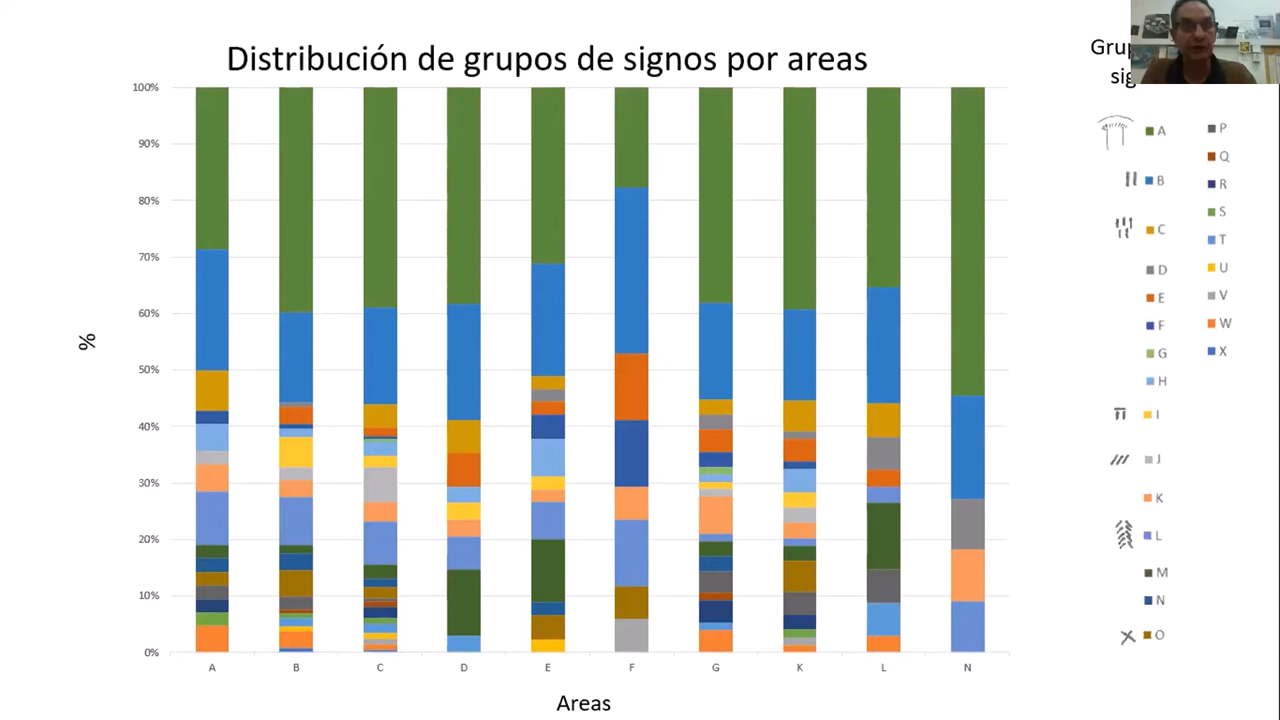 Distribución de grupos de signos por areas
100%
90%
80%
70%
60%
50%
40%
30%
20%
10%
0%
%
A B C D E F G K L N
Areas
A
B
C
D
E
F
G
H
I
J
K
L
M
N
O
P
Q
R
S
T
U
V
W
X